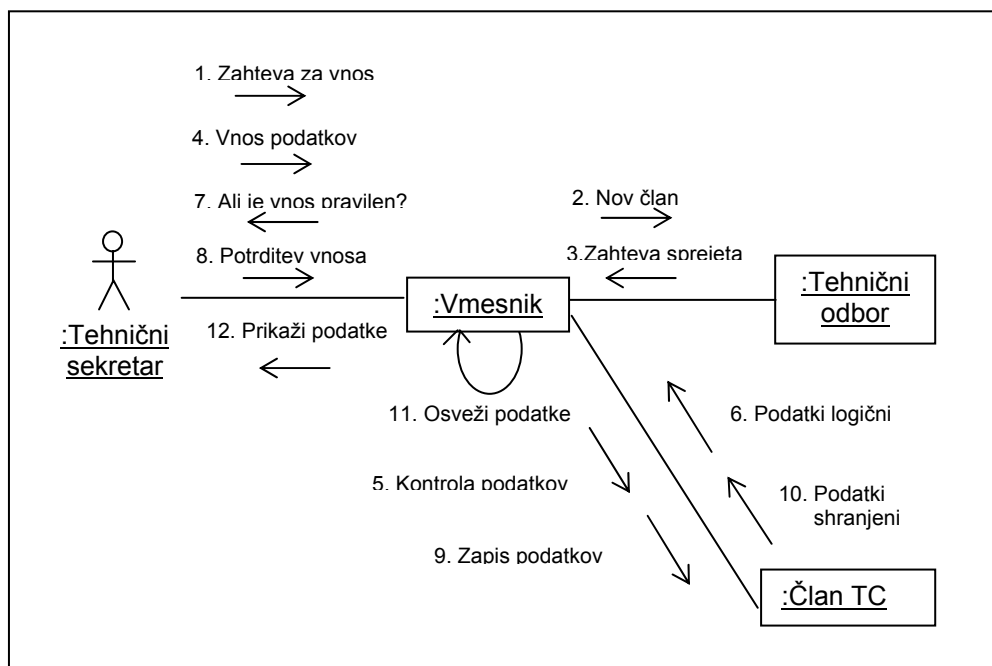 1. Zahteva za vnos
4. Vnos podatkov
7. Ali je vnos pravilen?
8. Potrditev vnosa
2. Nov član
3.Zahteva sprejeta
:Tehnični
sekretar
:Vmesnik
:Tehnični
odbor
12. Prikaži podatke
11. Osveži podatke
6. Podatki logični
5. Kontrola podatkov
10. Podatki
shranjeni
9. Zapis podatkov
:Član TC